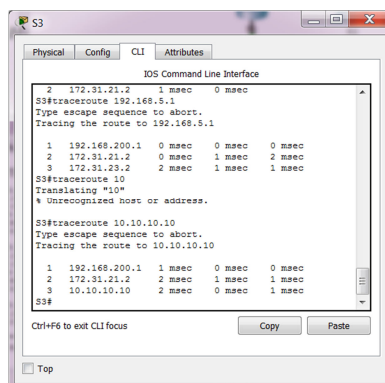 S3
Physical Config CLI Attributes
IOS Command Line Interface
2 172.31.21.2 1 msec 0 msec
S3#traceroute 192.168.5.1
Type escape sequence to abort.
Tracing the route to 192.168.5.1
1 192.168.200.1 0 msec 0 msec 0 msec
2 172.31.21.2 0 msec 1 msec 2 msec
3 172.31.23.2 2 msec 1 msec 1 msec
S3#traceroute 10
Translating "10"
% Unrecognized host or address.
S3#traceroute 10.10.10.10
Type escape sequence to abort.
Tracing the route to 10.10.10.10
1 192.168.200.1 1 msec 0 msec 0 msec
2 172.31.21.2 2 msec 1 msec 1 msec
3 10.10.10.10 2 msec 0 msec 1 msec
S3#
Ctrl+F6 to exit CLI focus Copy Paste
Top